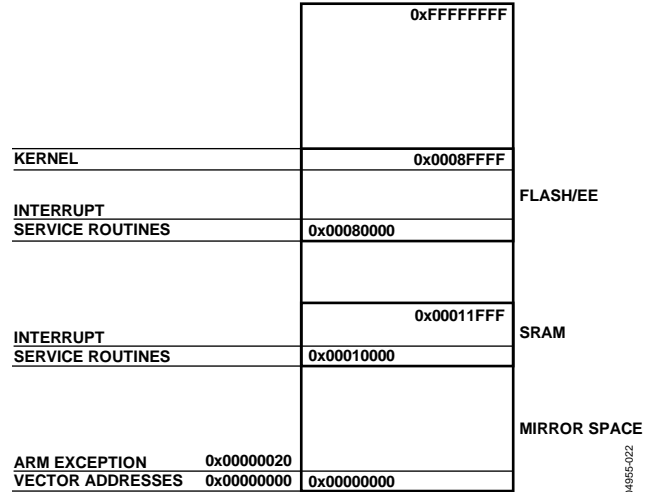 0xFFFFFFFF
KERNEL 0x0008FFFF
FLASH/EE
INTERRUPT
SERVICE ROUTINES 0x00080000
0x00011FFF
SRAM
INTERRUPT
SERVICE ROUTINES 0x00010000
MIRROR SPACE
ARM EXCEPTION 0x00000020
VECTOR ADDRESSES 0x00000000 0x00000000
04955-022